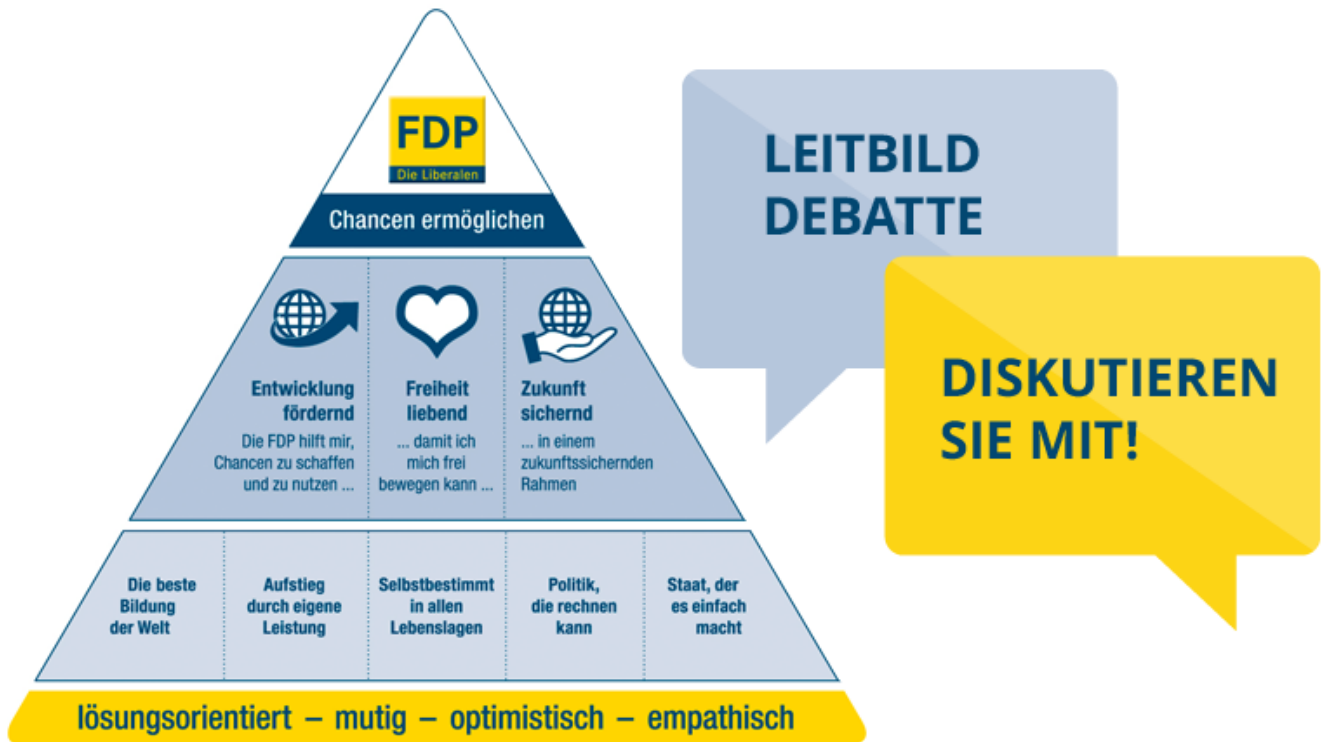 FDP
Die Liberalen
Chancen ermöglichen
Entwicklung
fördernd
Die FDP hilft mir,
Chancen zu schaffen
und zu nutzen ...
Freiheit
liebend
... damit ich
mich frei
bewegen kann ...
Zukunft
sichernd
... in einem
zukunftssichernden
Rahmen
Die beste
Bildung
der Welt
Aufstieg
durch eigene
Leistung
Selbstbestimmt
in allen
Lebenslagen
Politik,
die rechnen
kann
Staat, der
es einfach
macht
lösungsorientiert – mutig – optimistisch – empathisch
LEITBILD
DEBATTE
DISKUTIEREN
SIE MIT!